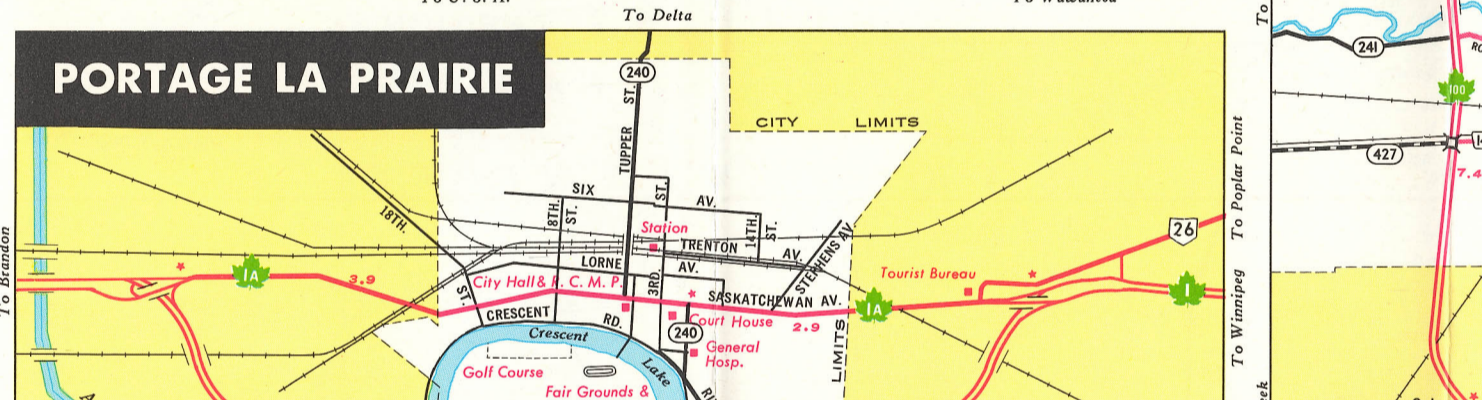 To Delta
PORTAGE LA PRAIRIE
240
TUPPER ST.
CITY LIMITS
SIX AV.
ST.
8TH. ST.
14TH. ST.
18TH. ST.
Station
TRENTON AV.
LORNE AV.
STEPHENS AV.
3RD.
City Hall & R. C. M. P.
SASKATCHEWAN AV.
CRESCENT RD.
Court House
240
General
Hosp.
Crescent Lake
Golf Course
Fair Grounds &
1A
3.9
2.9
1A
Tourist Bureau
26
1
LIMITS
To Brandon
To Winnipeg
To Poplar Point
To
241
100
427
7.4